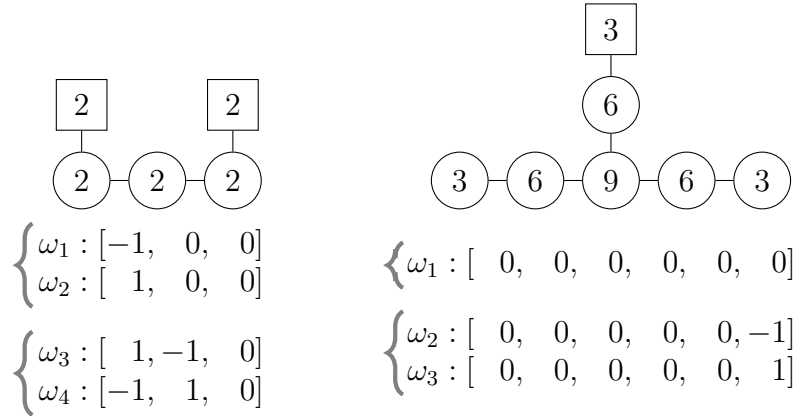 3
2 2
6
2 2 2
3 6 9 6 3
ω₁ : [−1, 0, 0]
ω₂ : [ 1, 0, 0]
ω₃ : [ 1, −1, 0]
ω₄ : [−1, 1, 0]
ω₁ : [ 0, 0, 0, 0, 0, 0]
ω₂ : [ 0, 0, 0, 0, 0, −1]
ω₃ : [ 0, 0, 0, 0, 0, 1]